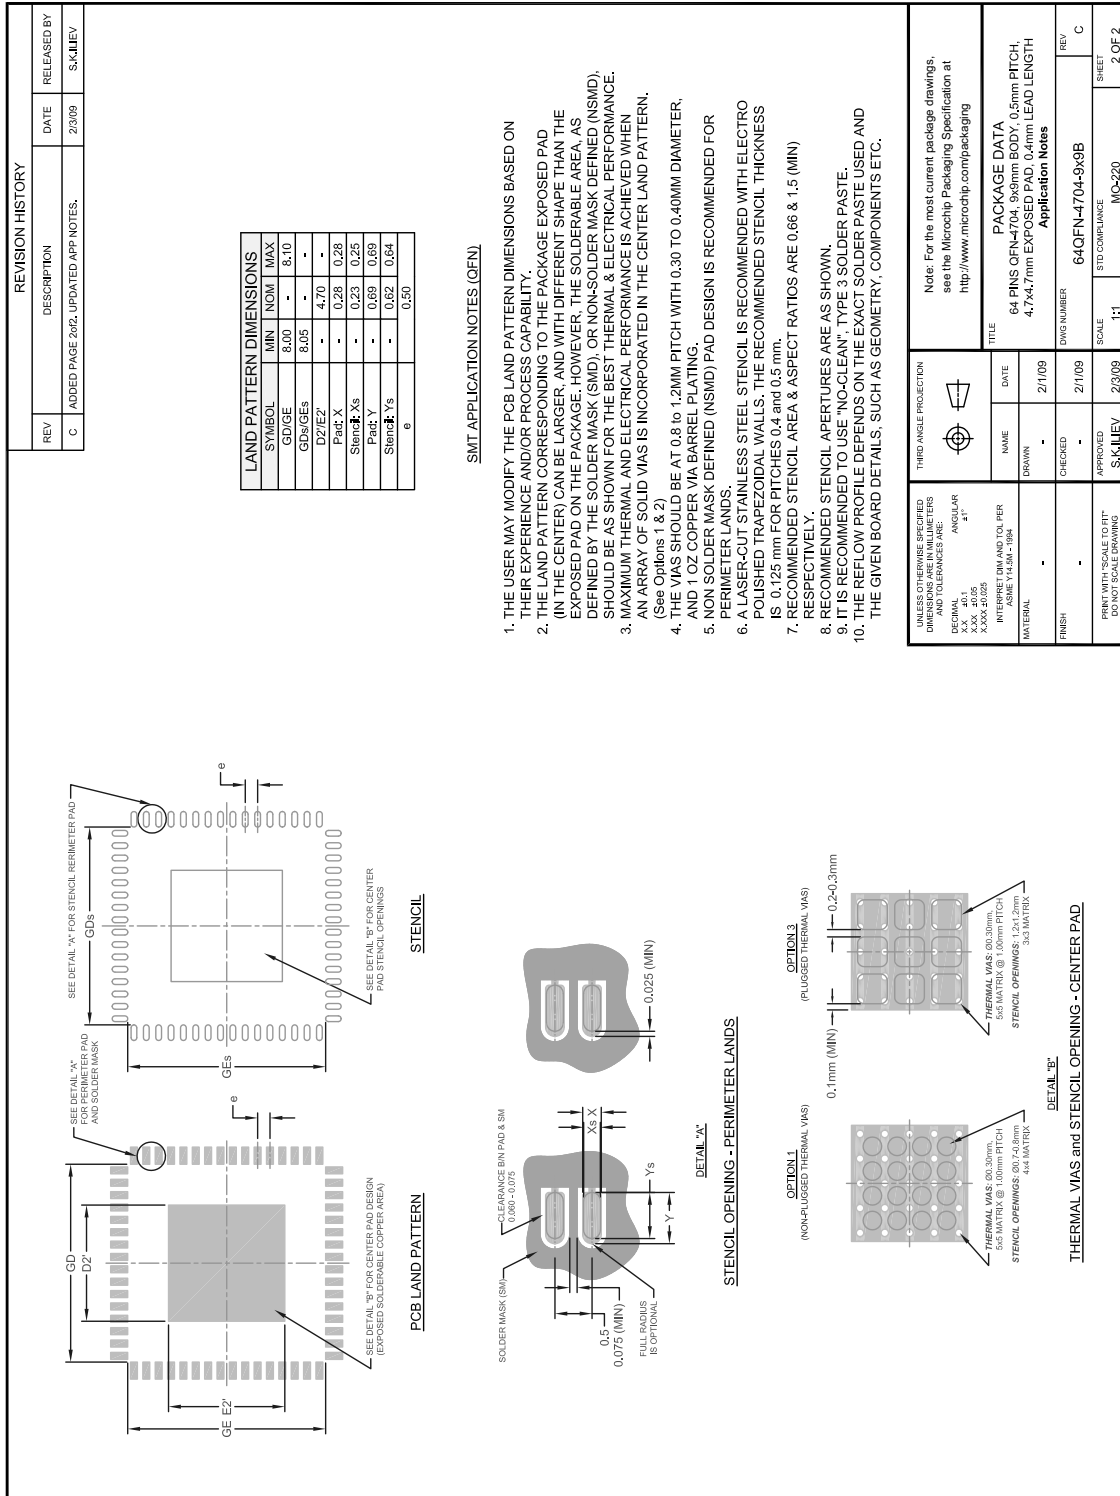 REVISION HISTORY
REV DESCRIPTION DATE RELEASED BY
C ADDED PAGE 2of2. UPDATED APP NOTES. 2/3/09 S.K.ILIEV
SEE DETAIL "A"
FOR PERIMETER PAD
AND SOLDER MASK
GD
D2'
GE E2'
e
SEE DETAIL "B" FOR CENTER PAD DESIGN
(EXPOSED SOLDERABLE COPPER AREA)
PCB LAND PATTERN
SEE DETAIL "A" FOR STENCIL RERIMETER PAD
GDs
GEs
e
SEE DETAIL "B" FOR CENTER
PAD STENCIL OPENINGS
STENCIL
LAND PATTERN DIMENSIONS
SYMBOL MIN NOM MAX
GD/GE 8.00 - 8.10
GDs/GEs 8.05 - -
D2'/E2' - 4.70 -
Pad: X - 0.28 0.28
Stencil: Xs - 0.23 0.25
Pad: Y - 0.69 0.69
Stencil: Ys - 0.62 0.64
e 0.50
SOLDER MASK (SM)
CLEARANCE B/N PAD & SM
0.060 - 0.075
0.5
0.075 (MIN)
Xs X
Ys
Y
FULL RADIUS
IS OPTIONAL
0.025 (MIN)
DETAIL "A"
STENCIL OPENING - PERIMETER LANDS
OPTION 1
(NON-PLUGGED THERMAL VIAS)
THERMAL VIAS: Ø0.30mm,
5x5 MATRIX @ 1.00mm PITCH
STENCIL OPENINGS: Ø0.7-0.8mm
4x4 MATRIX
OPTION 3
(PLUGGED THERMAL VIAS)
0.1mm (MIN)
0.2-0.3mm
THERMAL VIAS: Ø0.30mm,
5x5 MATRIX @ 1.00mm PITCH
STENCIL OPENINGS: 1.2x1.2mm
3x3 MATRIX
DETAIL "B"
THERMAL VIAS and STENCIL OPENING - CENTER PAD
SMT APPLICATION NOTES (QFN)
1. THE USER MAY MODIFY THE PCB LAND PATTERN DIMENSIONS BASED ON
THEIR EXPERIENCE AND/OR PROCESS CAPABILITY.
2. THE LAND PATTERN CORRESPONDING TO THE PACKAGE EXPOSED PAD
(IN THE CENTER) CAN BE LARGER, AND WITH DIFFERENT SHAPE THAN THE
EXPOSED PAD ON THE PACKAGE. HOWEVER, THE SOLDERABLE AREA, AS
DEFINED BY THE SOLDER MASK (SMD), OR NON-SOLDER MASK DEFINED (NSMD),
SHOULD BE AS SHOWN FOR THE BEST THERMAL & ELECTRICAL PERFORMANCE.
3. MAXIMUM THERMAL AND ELECTRICAL PERFORMANCE IS ACHIEVED WHEN
AN ARRAY OF SOLID VIAS IS INCORPORATED IN THE CENTER LAND PATTERN.
(See Options 1 & 2)
4. THE VIAS SHOULD BE AT 0.8 to 1.2MM PITCH WITH 0.30 TO 0.40MM DIAMETER,
AND 1 OZ COPPER VIA BARREL PLATING.
5. NON SOLDER MASK DEFINED (NSMD) PAD DESIGN IS RECOMMENDED FOR
PERIMETER LANDS.
6. A LASER-CUT STAINLESS STEEL STENCIL IS RECOMMENDED WITH ELECTRO
POLISHED TRAPEZOIDAL WALLS. THE RECOMMENDED STENCIL THICKNESS
IS 0.125 mm FOR PITCHES 0.4 and 0.5 mm.
7. RECOMMENDED STENCIL AREA & ASPECT RATIOS ARE 0.66 & 1.5 (MIN)
RESPECTIVELY.
8. RECOMMENDED STENCIL APERTURES ARE AS SHOWN.
9. IT IS RECOMMENDED TO USE "NO-CLEAN", TYPE 3 SOLDER PASTE.
10. THE REFLOW PROFILE DEPENDS ON THE EXACT SOLDER PASTE USED AND
THE GIVEN BOARD DETAILS, SUCH AS GEOMETRY, COMPONENTS ETC.
UNLESS OTHERWISE SPECIFIED
DIMENSIONS ARE IN MILLIMETERS
AND TOLERANCES ARE:
DECIMAL ANGULAR
X.X ±0.1 ±1°
X.XX ±0.05
X.XXX ±0.025
INTERPRET DIM AND TOL PER
ASME Y14.5M - 1994
MATERIAL
-
FINISH
-
PRINT WITH "SCALE TO FIT"
DO NOT SCALE DRAWING
THIRD ANGLE PROJECTION
NAME DATE
DRAWN
- 2/1/09
CHECKED
- 2/1/09
APPROVED
S.K.ILIEV 2/3/09
Note: For the most current package drawings,
see the Microchip Packaging Specification at
http://www.microchip.com/packaging
TITLE
PACKAGE DATA
64 PINS QFN-4704, 9x9mm BODY, 0.5mm PITCH,
4.7x4.7mm EXPOSED PAD, 0.4mm LEAD LENGTH
Application Notes
DWG NUMBER REV
64QFN-4704-9x9B C
SCALE STD COMPLIANCE SHEET
1:1 MO-220 2 OF 2